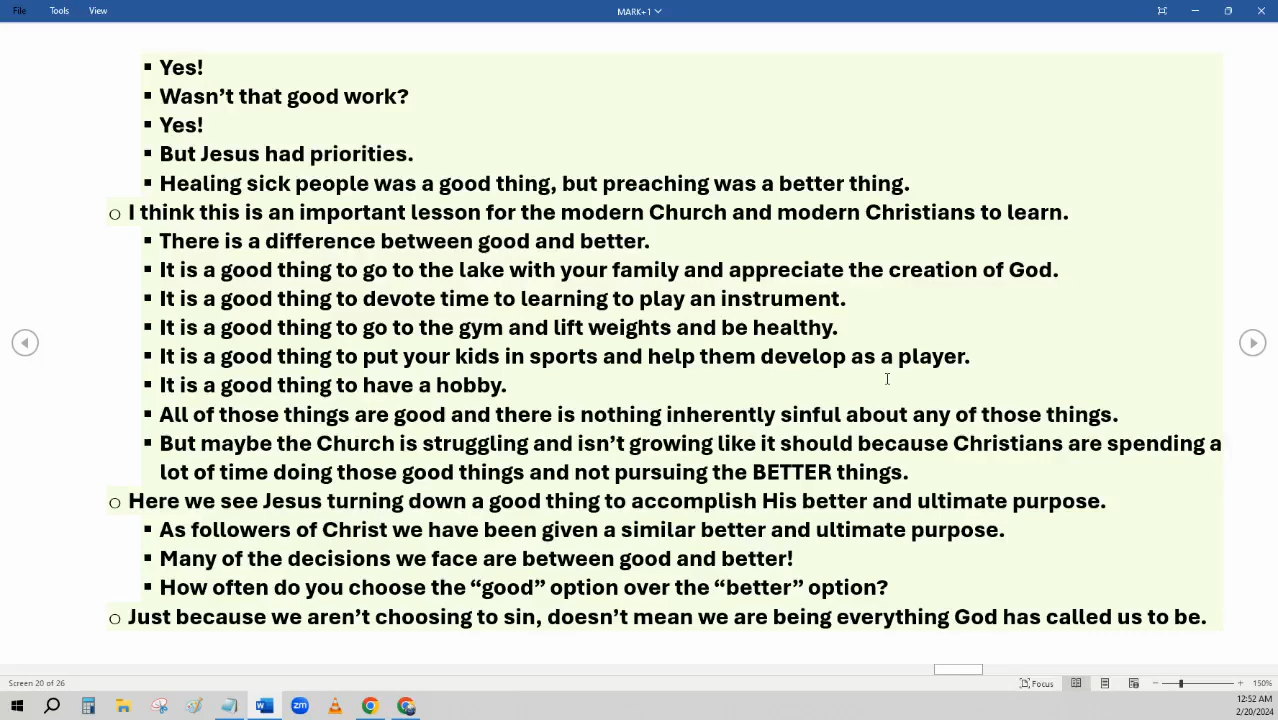 File Tools View MARK+1
Yes!
Wasn't that good work?
Yes!
But Jesus had priorities.
Healing sick people was a good thing, but preaching was a better thing.
I think this is an important lesson for the modern Church and modern Christians to learn.
There is a difference between good and better.
It is a good thing to go to the lake with your family and appreciate the creation of God.
It is a good thing to devote time to learning to play an instrument.
It is a good thing to go to the gym and lift weights and be healthy.
It is a good thing to put your kids in sports and help them develop as a player.
It is a good thing to have a hobby.
All of those things are good and there is nothing inherently sinful about any of those things.
But maybe the Church is struggling and isn't growing like it should because Christians are spending a
lot of time doing those good things and not pursuing the BETTER things.
Here we see Jesus turning down a good thing to accomplish His better and ultimate purpose.
As followers of Christ we have been given a similar better and ultimate purpose.
Many of the decisions we face are between good and better!
How often do you choose the “good” option over the “better” option?
Just because we aren't choosing to sin, doesn't mean we are being everything God has called us to be.
Screen 20 of 26 Focus 150%
zm
12:52 AM
2/20/2024